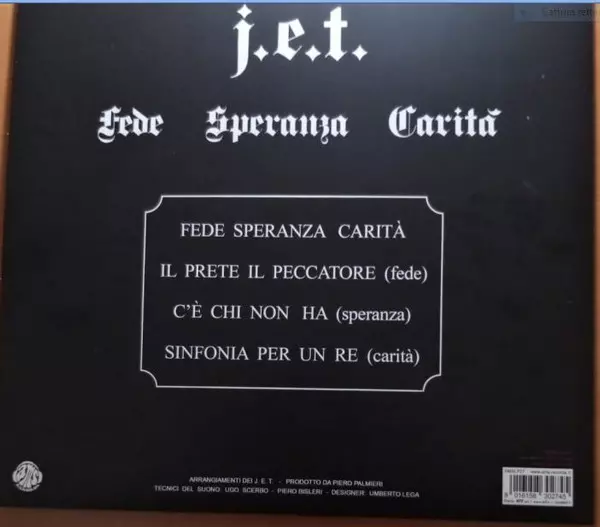 j.e.t.
Fede Speranza Carità
FEDE SPERANZA CARITÀ
IL PRETE IL PECCATORE (fede)
C'È CHI NON HA (speranza)
SINFONIA PER UN RE (carità)
ARRANGIAMENTI DEI J. E. T. - PRODOTTO DA PIERO PALMIERI
TECNICI DEL SUONO UGO SCERBO - PIERO BISLERI - DESIGNER UMBERTO LEGA